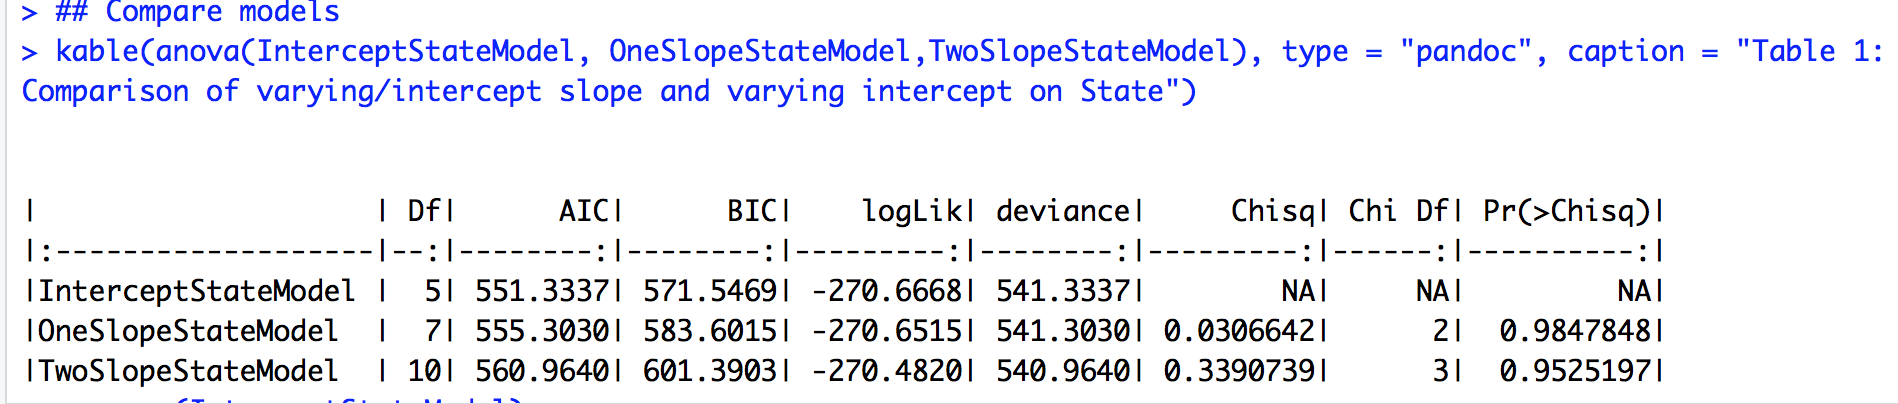 > ## Compare models
> kable(anova(InterceptStateModel, OneSlopeStateModel,TwoSlopeStateModel), type = "pandoc", caption = "Table 1:
Comparison of varying/intercept slope and varying intercept on State")
|                    | Df|      AIC|      BIC|    logLik| deviance|     Chisq| Chi Df| Pr(>Chisq)|
|:-------------------|--:|--------:|--------:|---------:|--------:|---------:|------:|----------:|
|InterceptStateModel |  5| 551.3337| 571.5469| -270.6668| 541.3337|        NA|     NA|         NA|
|OneSlopeStateModel  |  7| 555.3030| 583.6015| -270.6515| 541.3030| 0.0306642|      2|  0.9847848|
|TwoSlopeStateModel  | 10| 560.9640| 601.3903| -270.4820| 540.9640| 0.3390739|      3|  0.9525197|